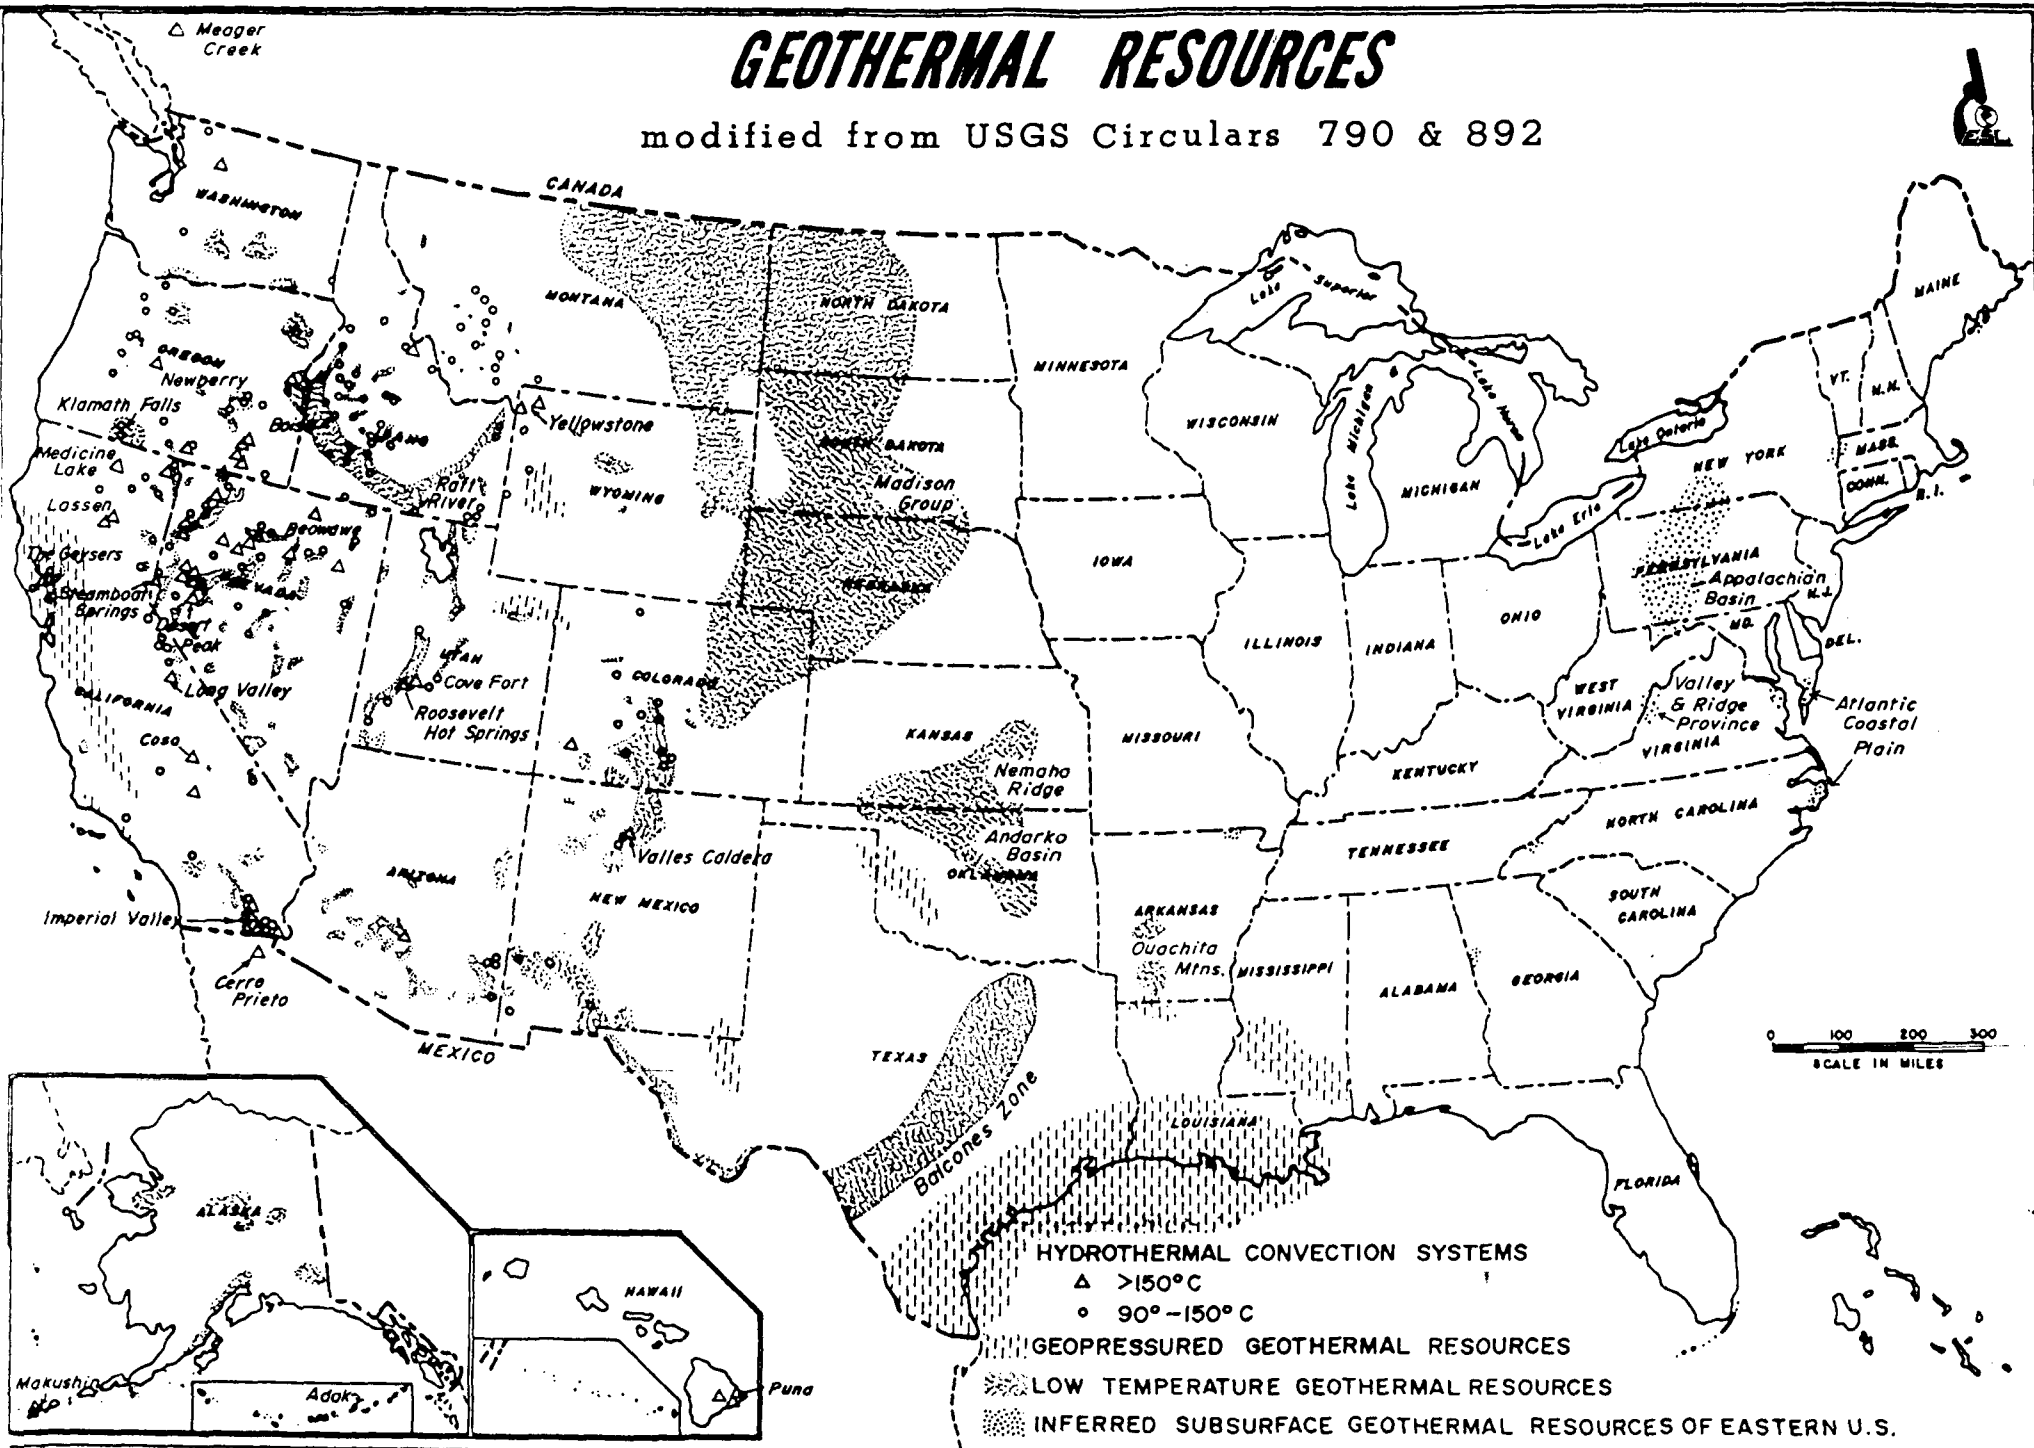 GEOTHERMAL RESOURCES
modified from USGS Circulars 790 & 892
ESL
Meager
Creek
CANADA
WASHINGTON
MONTANA
NORTH DAKOTA
MINNESOTA
Lake Superior
MAINE
OREGON
Newberry
Klamath Falls
Yellowstone
SOUTH DAKOTA
Madison
Group
WISCONSIN
Lake Michigan
Lake Huron
MICHIGAN
Lake Ontario
VT.
N.H.
MASS.
CONN.
R.I.
NEW YORK
Medicine
Lake
Lassen
IDAHO
Raft
River
WYOMING
Beowawe
The Geysers
Steamboat
Springs
NEVADA
Desert
Peak
NEBRASKA
IOWA
Lake Erie
PENNSYLVANIA
Appalachian
Basin
N.J.
MD.
DEL.
ILLINOIS
INDIANA
OHIO
UTAH
Cove Fort
Roosevelt
Hot Springs
COLORADO
Long Valley
CALIFORNIA
Coso
KANSAS
Nemaha
Ridge
MISSOURI
KENTUCKY
WEST
VIRGINIA
Valley
& Ridge
Province
VIRGINIA
Atlantic
Coastal
Plain
Andarko
Basin
OKLAHOMA
TENNESSEE
NORTH CAROLINA
SOUTH
CAROLINA
ARIZONA
NEW MEXICO
Valles Caldera
Imperial Valley
Cerro
Prieto
ARKANSAS
Ouachita
Mtns.
MISSISSIPPI
ALABAMA
GEORGIA
MEXICO
TEXAS
Balcones Zone
LOUISIANA
FLORIDA
0 100 200 300
SCALE IN MILES
ALASKA
Makushin
Adak
HAWAII
Puna
HYDROTHERMAL CONVECTION SYSTEMS
>150°C
90°-150°C
GEOPRESSURED GEOTHERMAL RESOURCES
LOW TEMPERATURE GEOTHERMAL RESOURCES
INFERRED SUBSURFACE GEOTHERMAL RESOURCES OF EASTERN U.S.